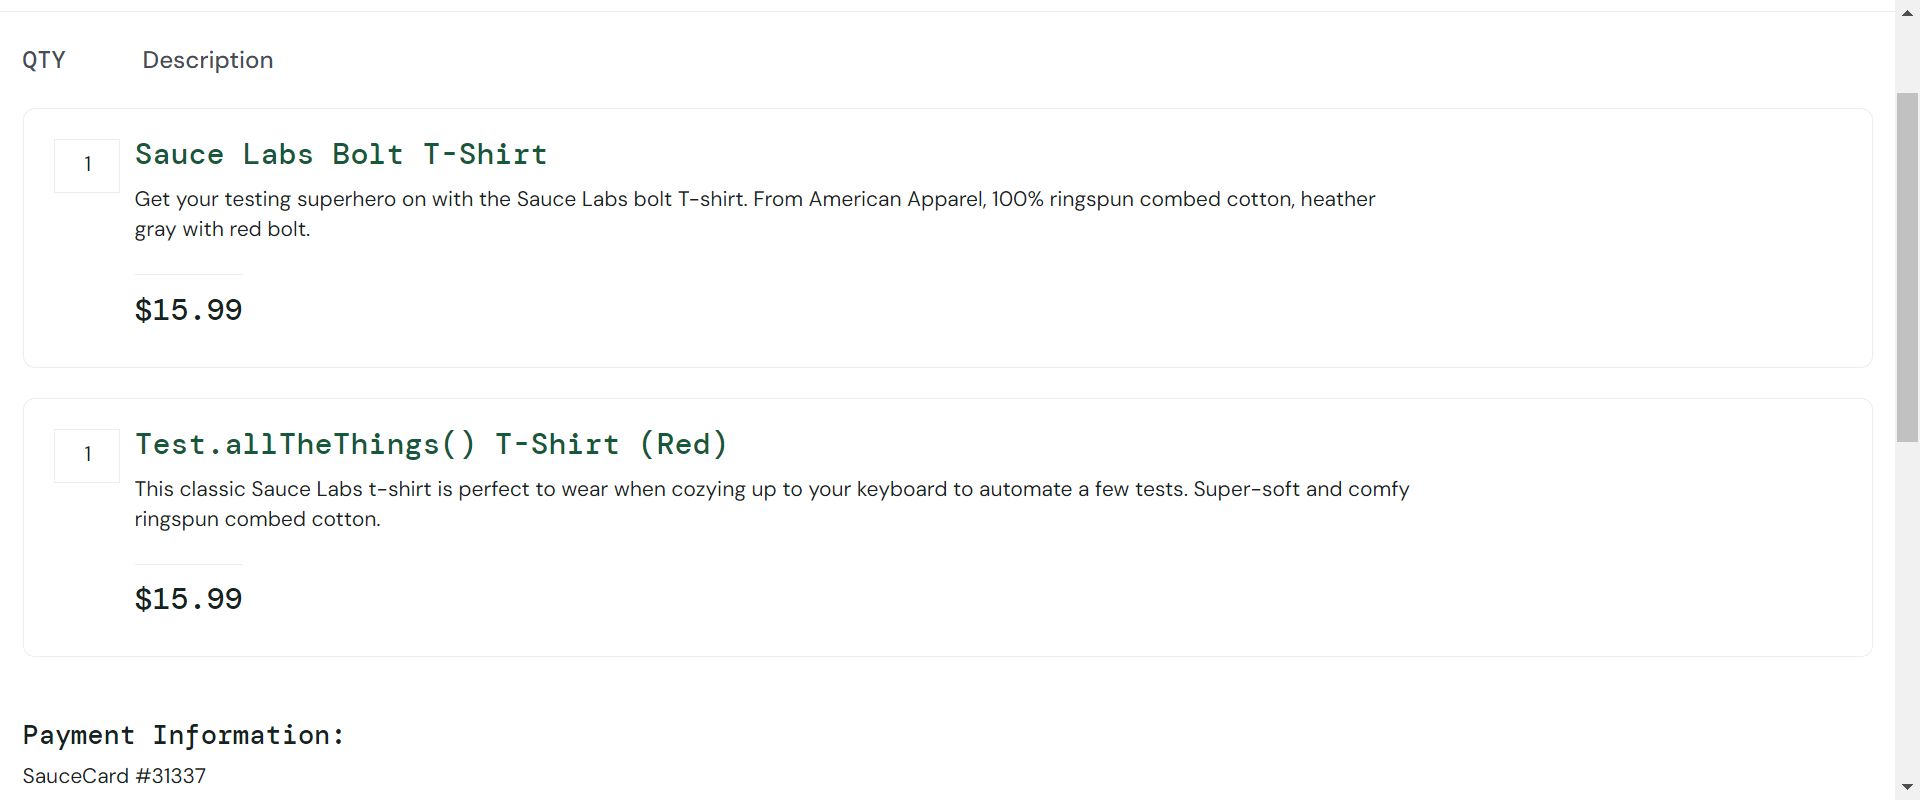 QTY Description
1 Sauce Labs Bolt T-Shirt
Get your testing superhero on with the Sauce Labs bolt T-shirt. From American Apparel, 100% ringspun combed cotton, heather
gray with red bolt.
$15.99
1 Test.allTheThings() T-Shirt (Red)
This classic Sauce Labs t-shirt is perfect to wear when cozying up to your keyboard to automate a few tests. Super-soft and comfy
ringspun combed cotton.
$15.99
Payment Information:
SauceCard #31337